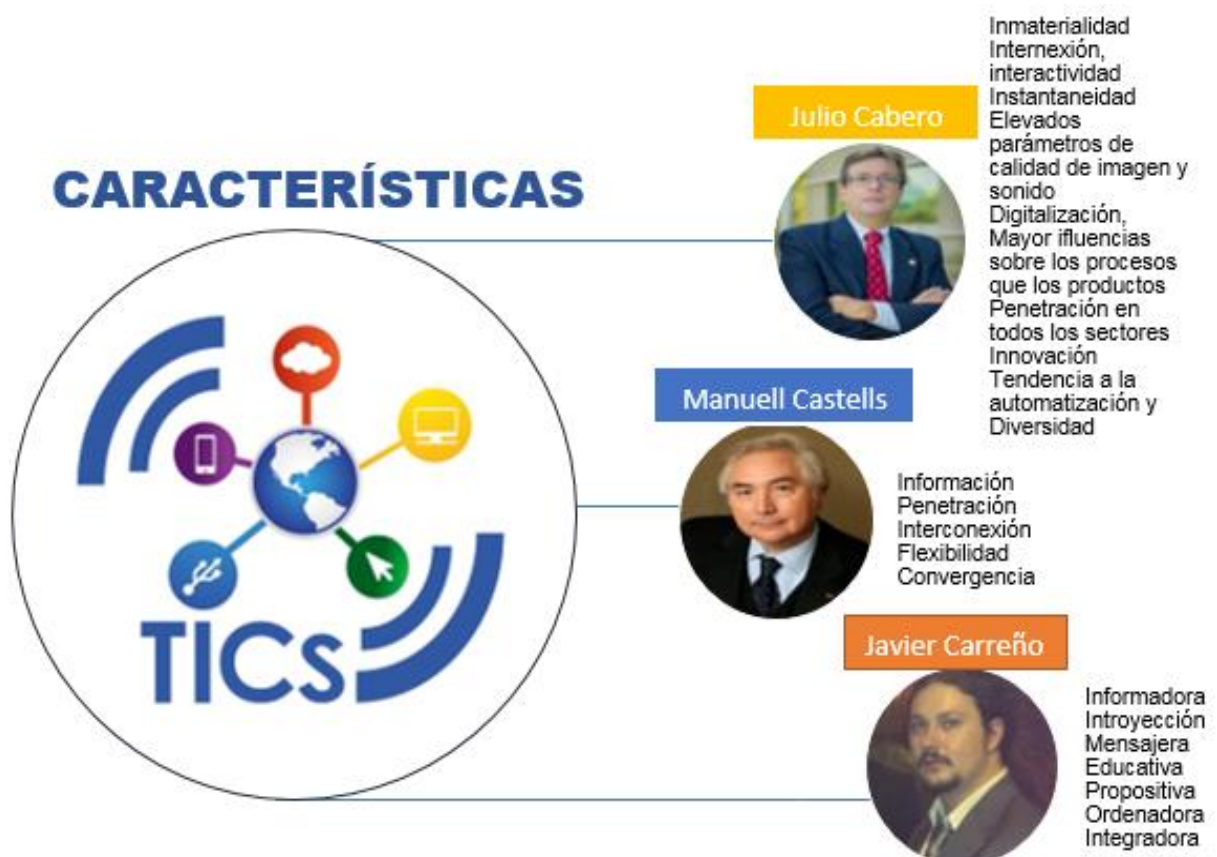 CARACTERÍSTICAS
TICs
Julio Cabero
Inmaterialidad
Internexión,
interactividad
Instantaneidad
Elevados
parámetros de
calidad de imagen y
sonido
Digitalización,
Mayor ifluencias
sobre los procesos
que los productos
Penetración en
todos los sectores
Innovación
Tendencia a la
automatización y
Diversidad
Manuell Castells
Información
Penetración
Interconexión
Flexibilidad
Convergencia
Javier Carreño
Informadora
Introyección
Mensajera
Educativa
Propositiva
Ordenadora
Integradora